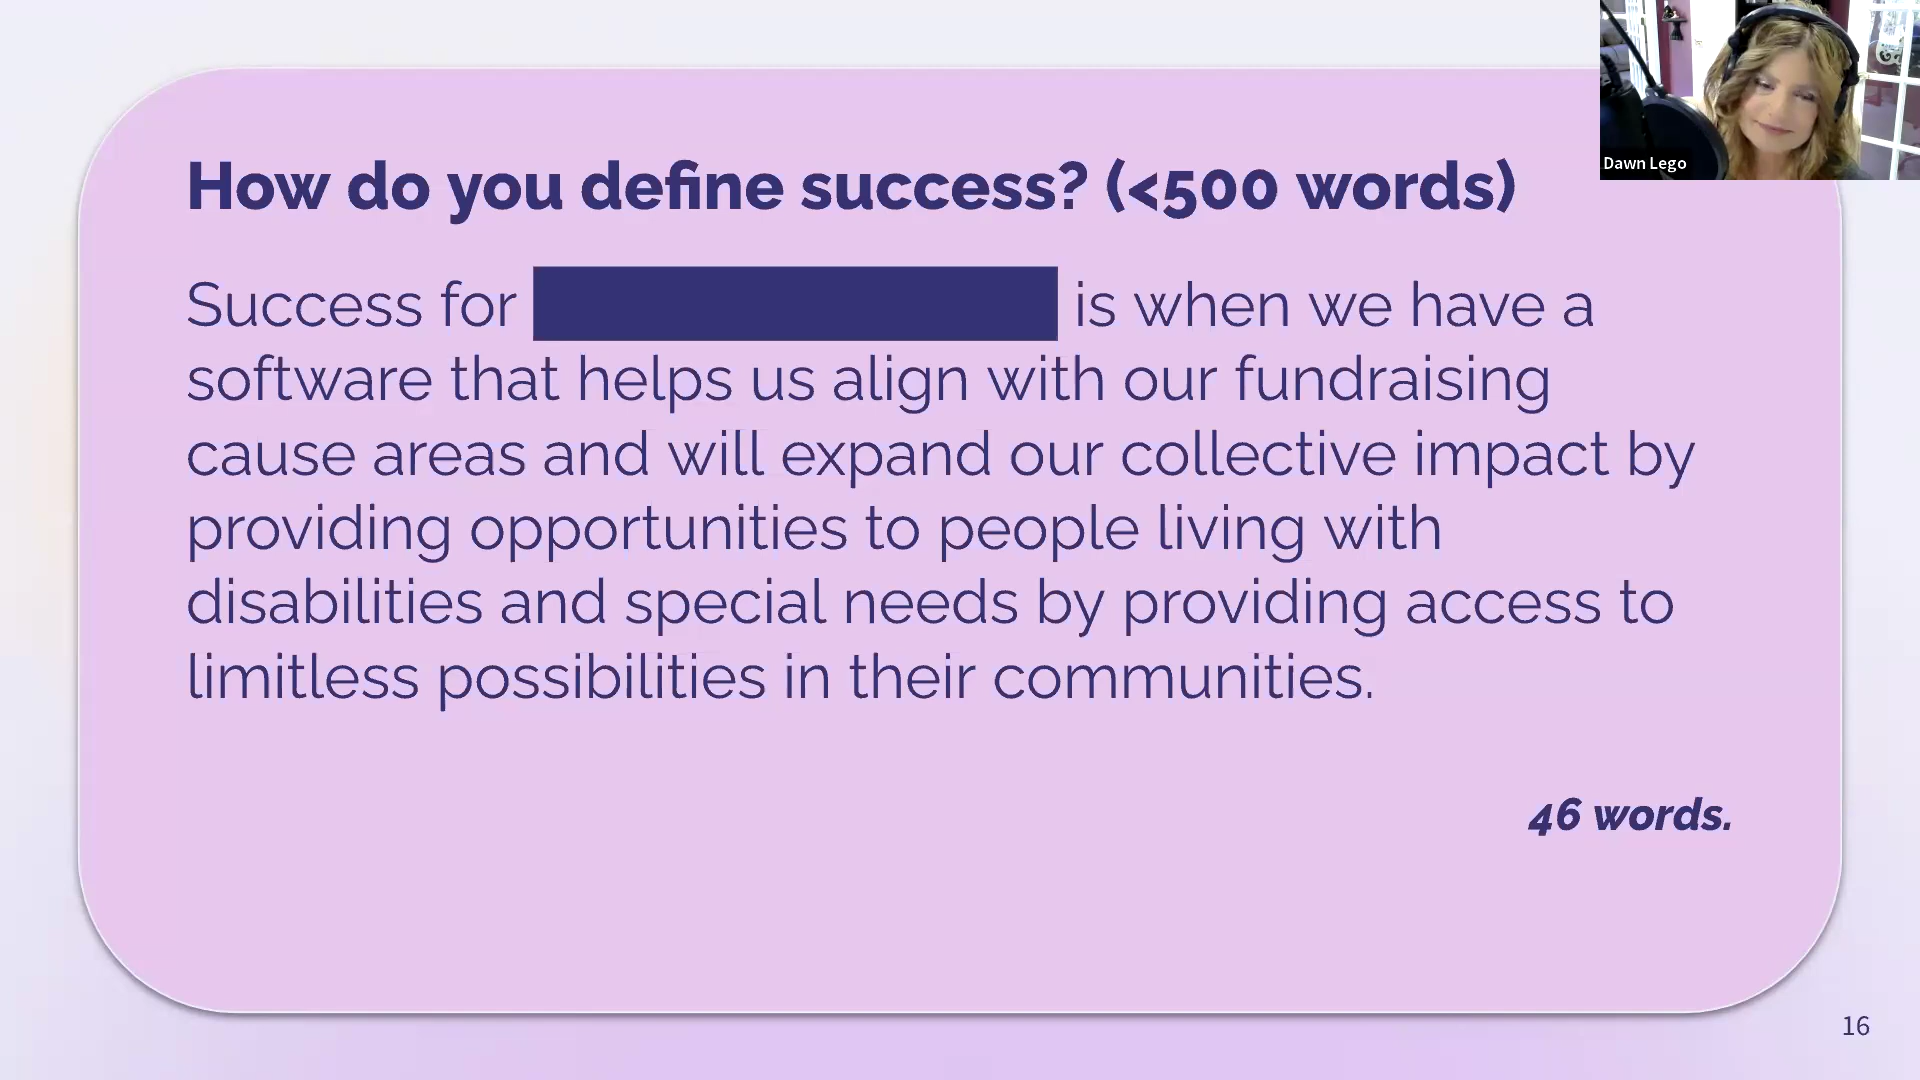 How do you define success? (<500 words)
Success for is when we have a
software that helps us align with our fundraising
cause areas and will expand our collective impact by
providing opportunities to people living with
disabilities and special needs by providing access to
limitless possibilities in their communities.
46 words.
Dawn Lego
16